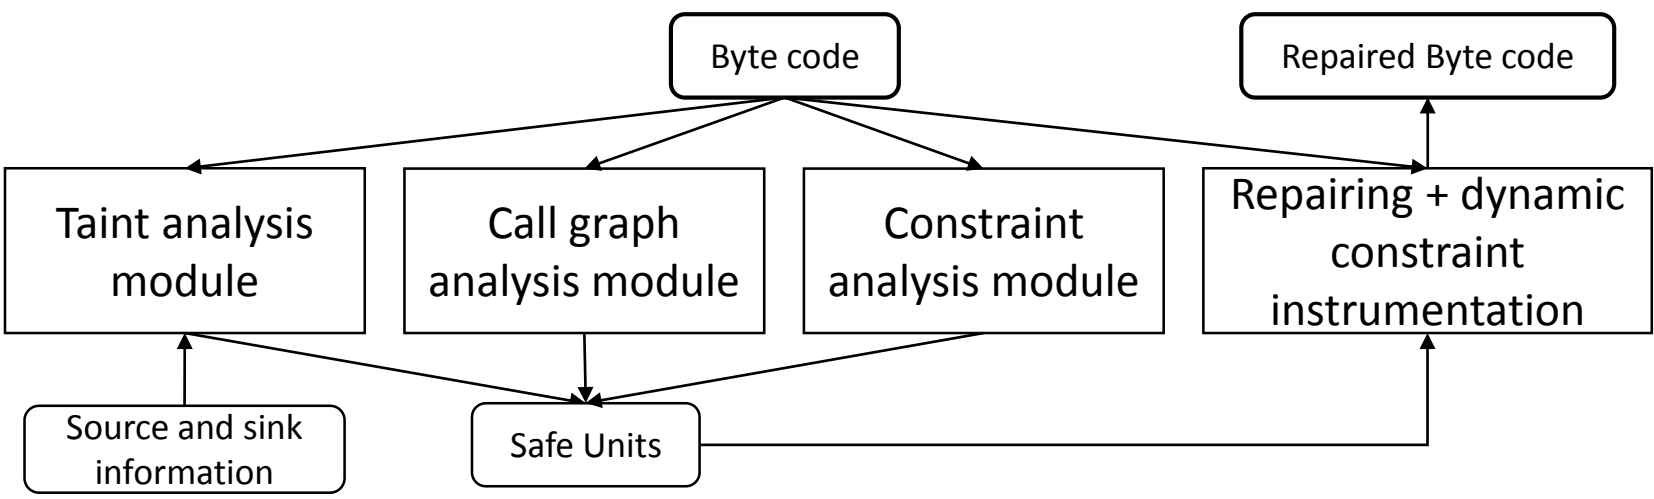 Byte code
Repaired Byte code
Taint analysis
module
Call graph
analysis module
Constraint
analysis module
Repairing + dynamic
constraint
instrumentation
Source and sink
information
Safe Units